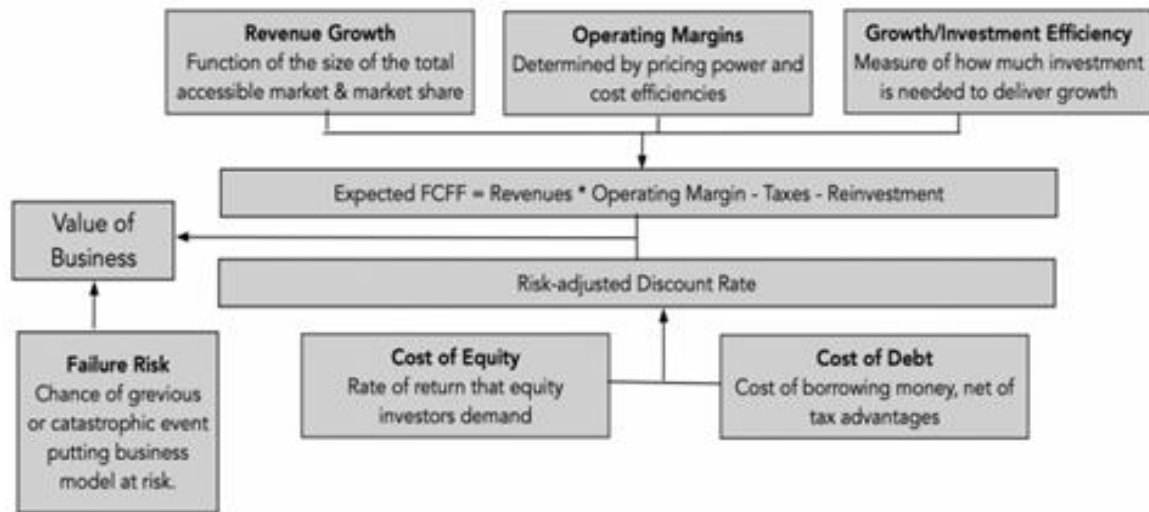 Revenue Growth
Function of the size of the total
accessible market & market share
Operating Margins
Determined by pricing power and
cost efficiencies
Growth/Investment Efficiency
Measure of how much investment
is needed to deliver growth
Expected FCFF = Revenues * Operating Margin - Taxes - Reinvestment
Value of
Business
Risk-adjusted Discount Rate
Failure Risk
Chance of grevious
or catastrophic event
putting business
model at risk.
Cost of Equity
Rate of return that equity
investors demand
Cost of Debt
Cost of borrowing money, net of
tax advantages